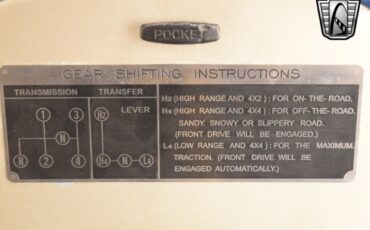 POCKET
GEAR SHIFTING INSTRUCTIONS
TRANSMISSION
1 3
N
R 2 4
TRANSFER
LEVER
H2
H4 N L4
H2 (HIGH RANGE AND 4X2) : FOR ON-THE-ROAD.
H4 (HIGH RANGE AND 4X4) : FOR OFF-THE-ROAD.
SANDY. SNOWY OR SLIPPERY ROAD.
(FRONT DRIVE WILL BE ENGAGED.)
L4 (LOW RANGE AND 4X4) : FOR THE MAXIMUM.
TRACTION. (FRONT DRIVE WILL BE
ENGAGED AUTOMATICALLY.)